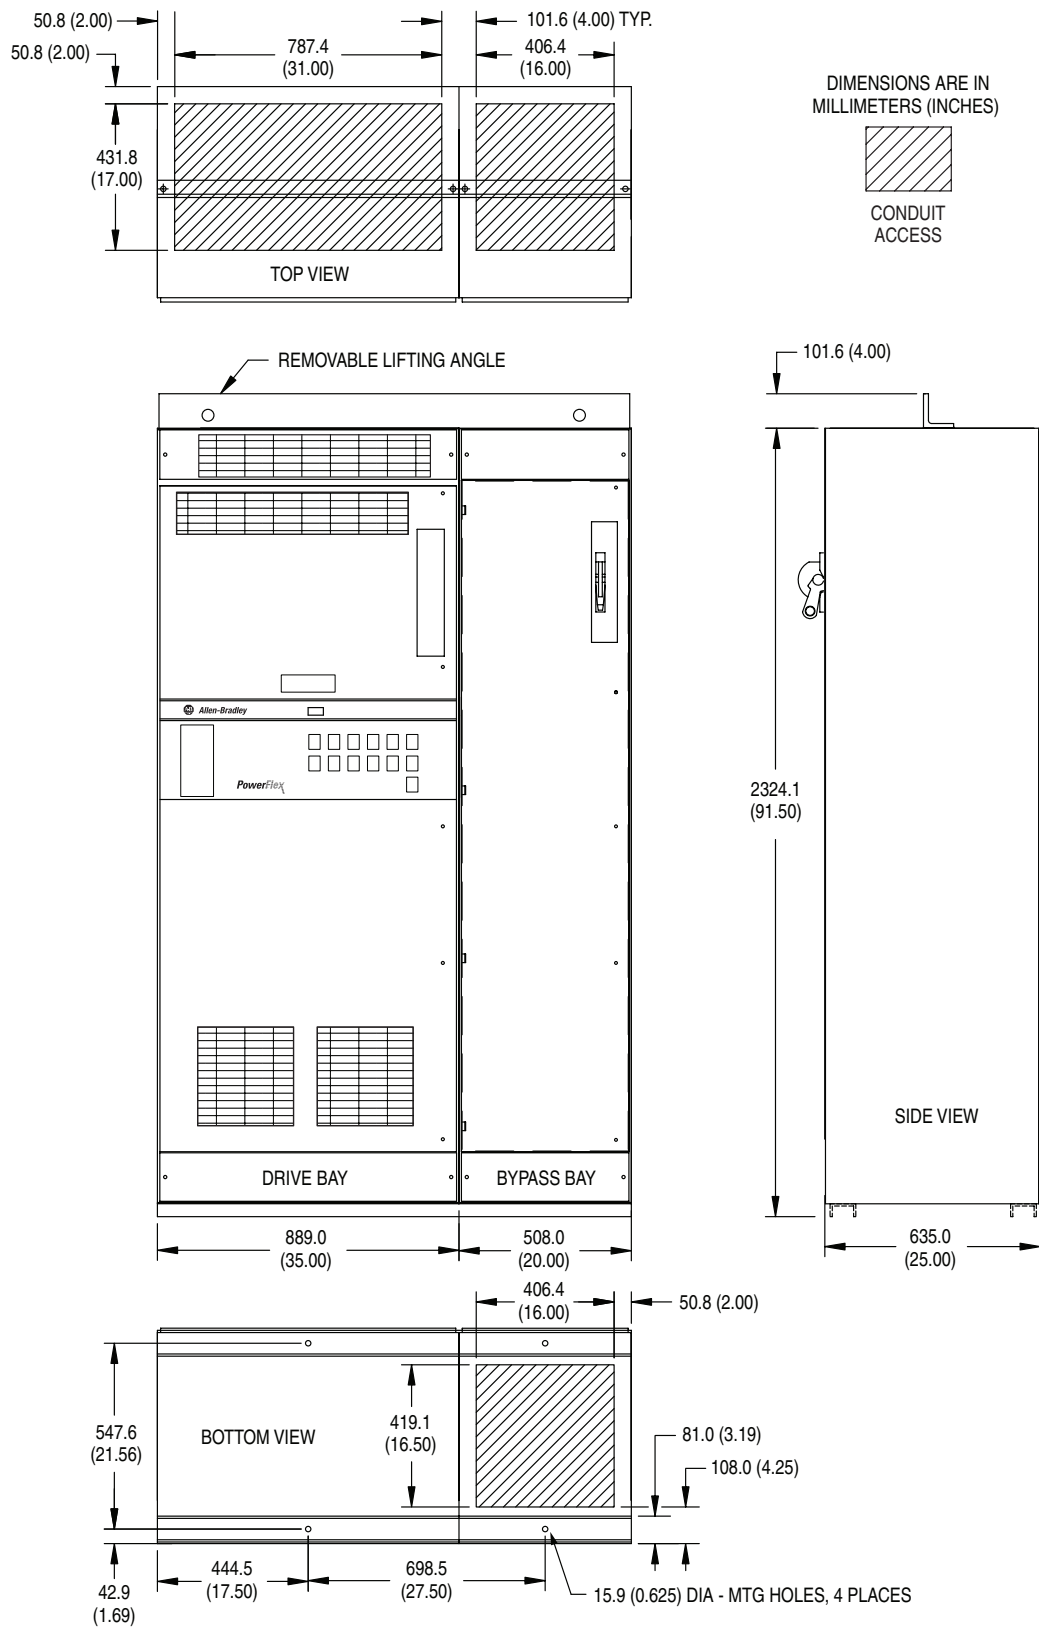 50.8 (2.00)
101.6 (4.00) TYP.
50.8 (2.00)
787.4
(31.00)
406.4
(16.00)
DIMENSIONS ARE IN
MILLIMETERS (INCHES)
431.8
(17.00)
CONDUIT
ACCESS
TOP VIEW
REMOVABLE LIFTING ANGLE
101.6 (4.00)
Allen-Bradley
PowerFlex
2324.1
(91.50)
SIDE VIEW
DRIVE BAY
BYPASS BAY
889.0
(35.00)
508.0
(20.00)
635.0
(25.00)
406.4
(16.00)
50.8 (2.00)
547.6
(21.56)
BOTTOM VIEW
419.1
(16.50)
81.0 (3.19)
108.0 (4.25)
42.9
(1.69)
444.5
(17.50)
698.5
(27.50)
15.9 (0.625) DIA - MTG HOLES, 4 PLACES